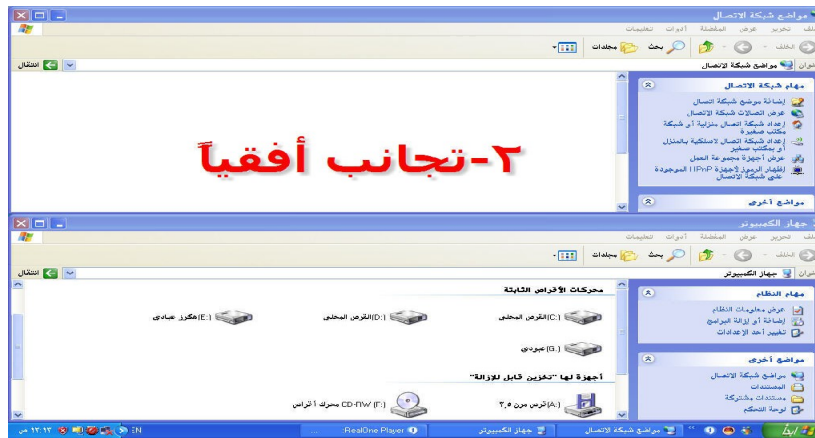 مواضع شبكة الاتصال
ملف تحرير عرض المفضلة أدوات تعليمات
الخلف بحث مجلدات
عنوان مواضع شبكة الاتصال انتقال
مهام شبكة الاتصال
إضافة موضع شبكة اتصال
عرض اتصالات شبكة الاتصال
إعداد شبكة اتصال منزلية أو شبكة
مكتب صغيرة
إعداد شبكة اتصال لاسلكية بالمنزل
أو بمكتب صغير
عرض أجهزة مجموعة العمل
إظهار الرموز لأجهزة UPnP الموجودة
على شبكة الاتصال
مواضع أخرى
٢-تجانب أفقياً
جهاز الكمبيوتر
ملف تحرير عرض المفضلة أدوات تعليمات
الخلف بحث مجلدات
عنوان جهاز الكمبيوتر انتقال
مهام النظام
عرض معلومات النظام
إضافة أو إزالة البرامج
تغيير أحد الإعدادات
مواضع أخرى
مواضع شبكة الاتصال
المستندات
مستندات مشتركة
لوحة التحكم
محركات الأقراص الثابتة
القرص المحلي (C:) القرص المحلي (D:) هكرز عبادي (E:)
عبودي (G:)
أجهزة لها "تخزين قابل للإزالة"
قرص مرن ٣,٥ (A:) محرك أقراص CD-RW (F:)
ابدأ مواضع شبكة الاتصال جهاز الكمبيوتر RealOne Player: ... EN ١٢:١٢ ص